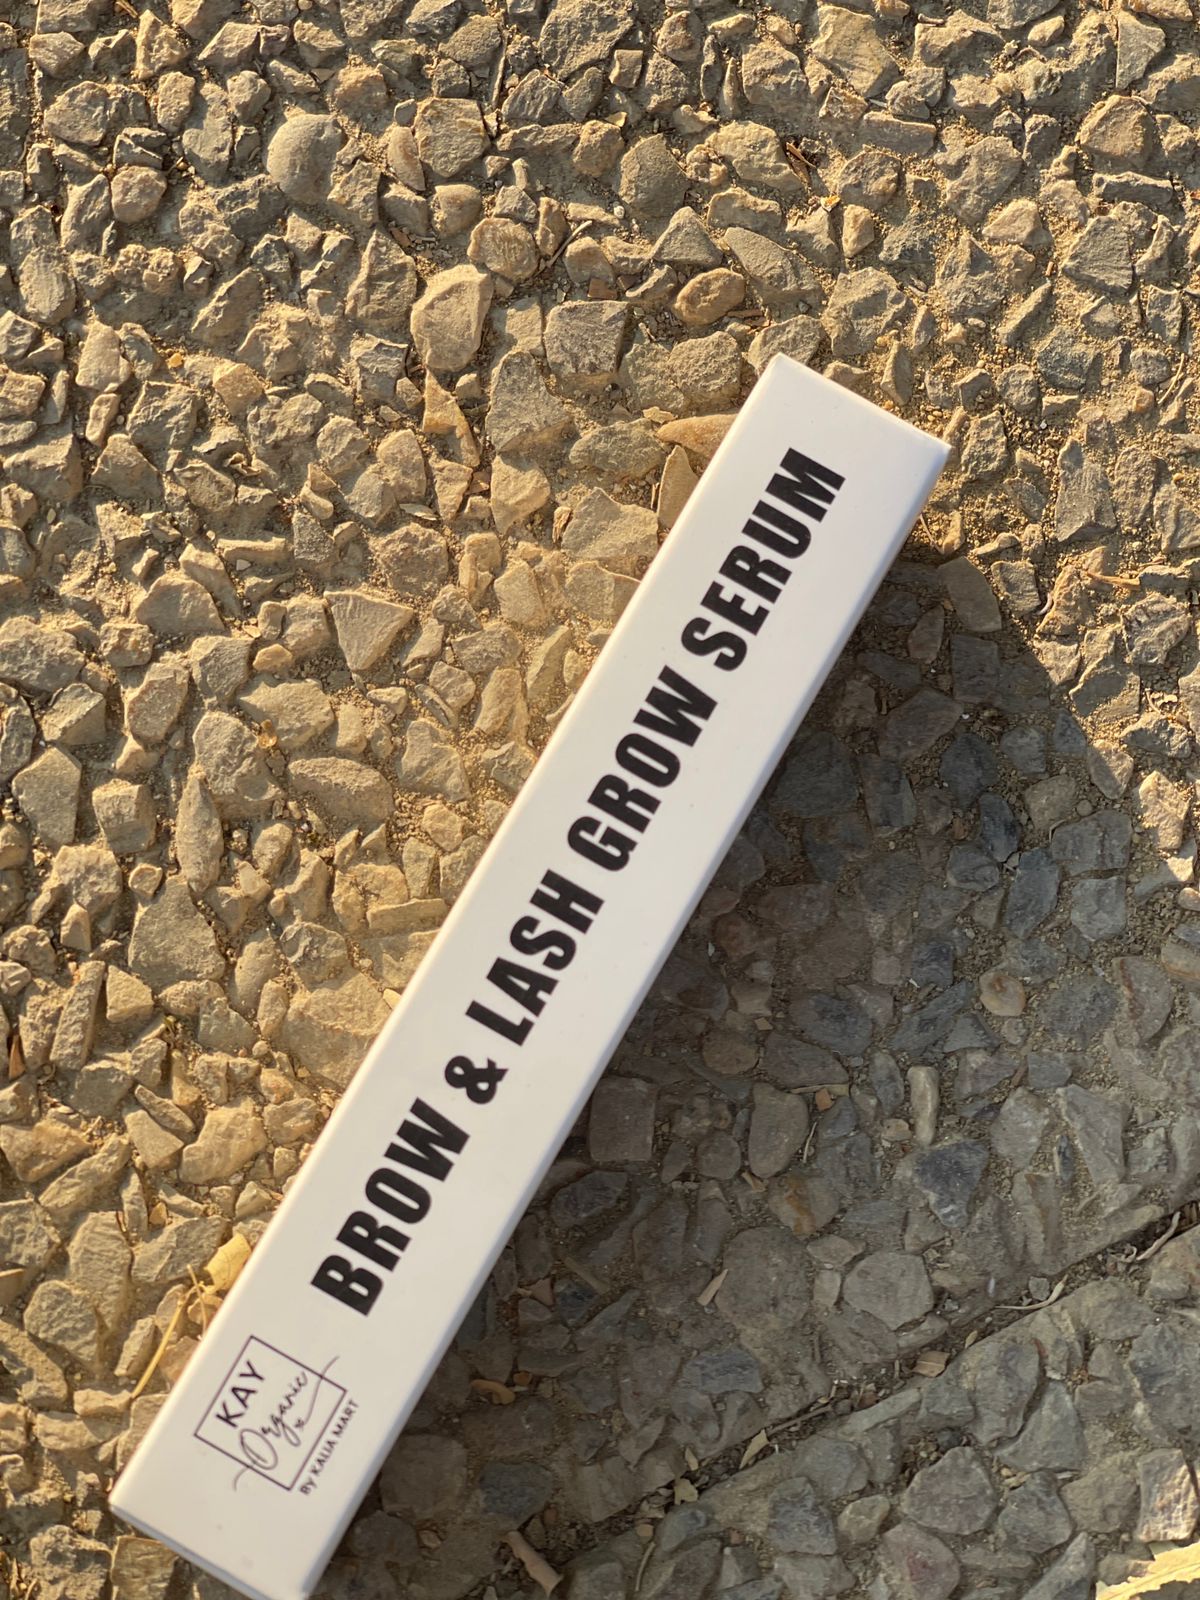 BROW & LASH GROW SERUM
KAY
Organic
By KALIA MART